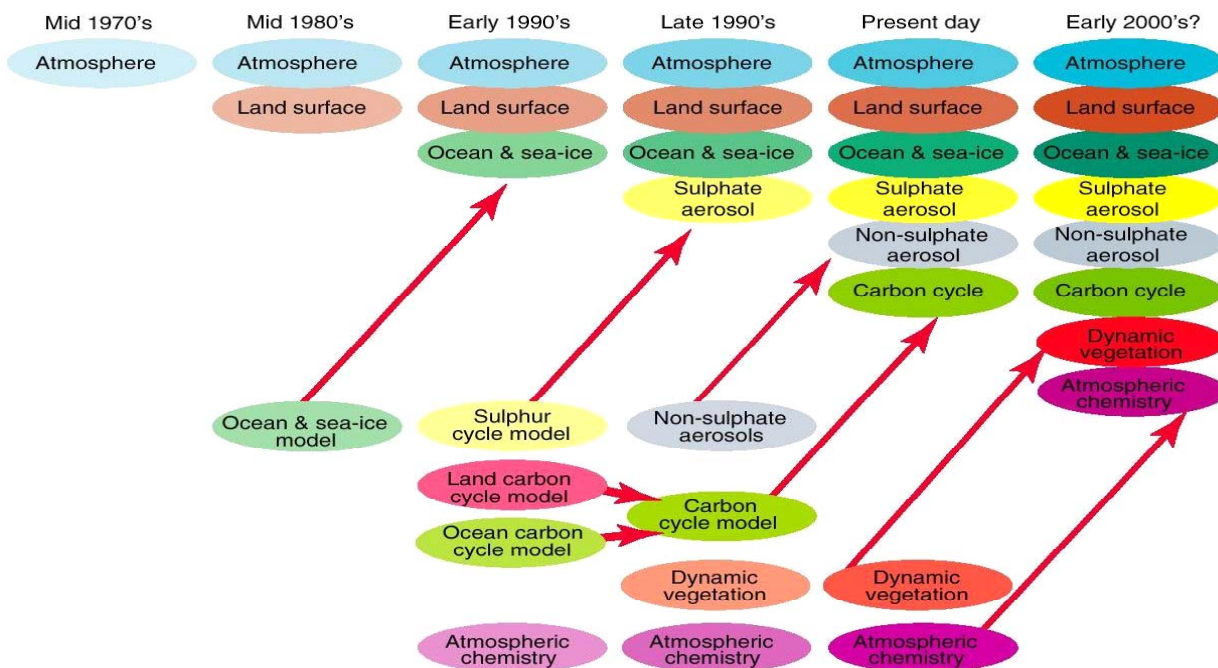 Mid 1970's
Mid 1980's
Early 1990's
Late 1990's
Present day
Early 2000's?
Atmosphere
Atmosphere
Atmosphere
Atmosphere
Atmosphere
Atmosphere
Land surface
Land surface
Land surface
Land surface
Land surface
Ocean & sea-ice
Ocean & sea-ice
Ocean & sea-ice
Ocean & sea-ice
Sulphate
aerosol
Sulphate
aerosol
Sulphate
aerosol
Non-sulphate
aerosol
Non-sulphate
aerosol
Carbon cycle
Carbon cycle
Dynamic
vegetation
Atmospheric
chemistry
Ocean & sea-ice
model
Sulphur
cycle model
Non-sulphate
aerosols
Land carbon
cycle model
Carbon
cycle model
Ocean carbon
cycle model
Dynamic
vegetation
Dynamic
vegetation
Atmospheric
chemistry
Atmospheric
chemistry
Atmospheric
chemistry